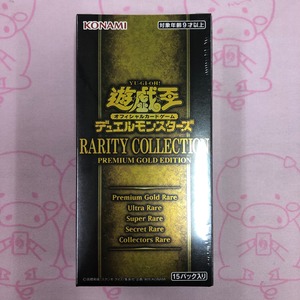 KONAMI
対象年齢9才以上
YU-GI-OH!
遊戯王
オフィシャルカードゲーム
デュエルモンスターズ
RARITY COLLECTION
PREMIUM GOLD EDITION
Premium Gold Rare
Ultra Rare
Super Rare
Secret Rare
Collectors Rare
15パック入り